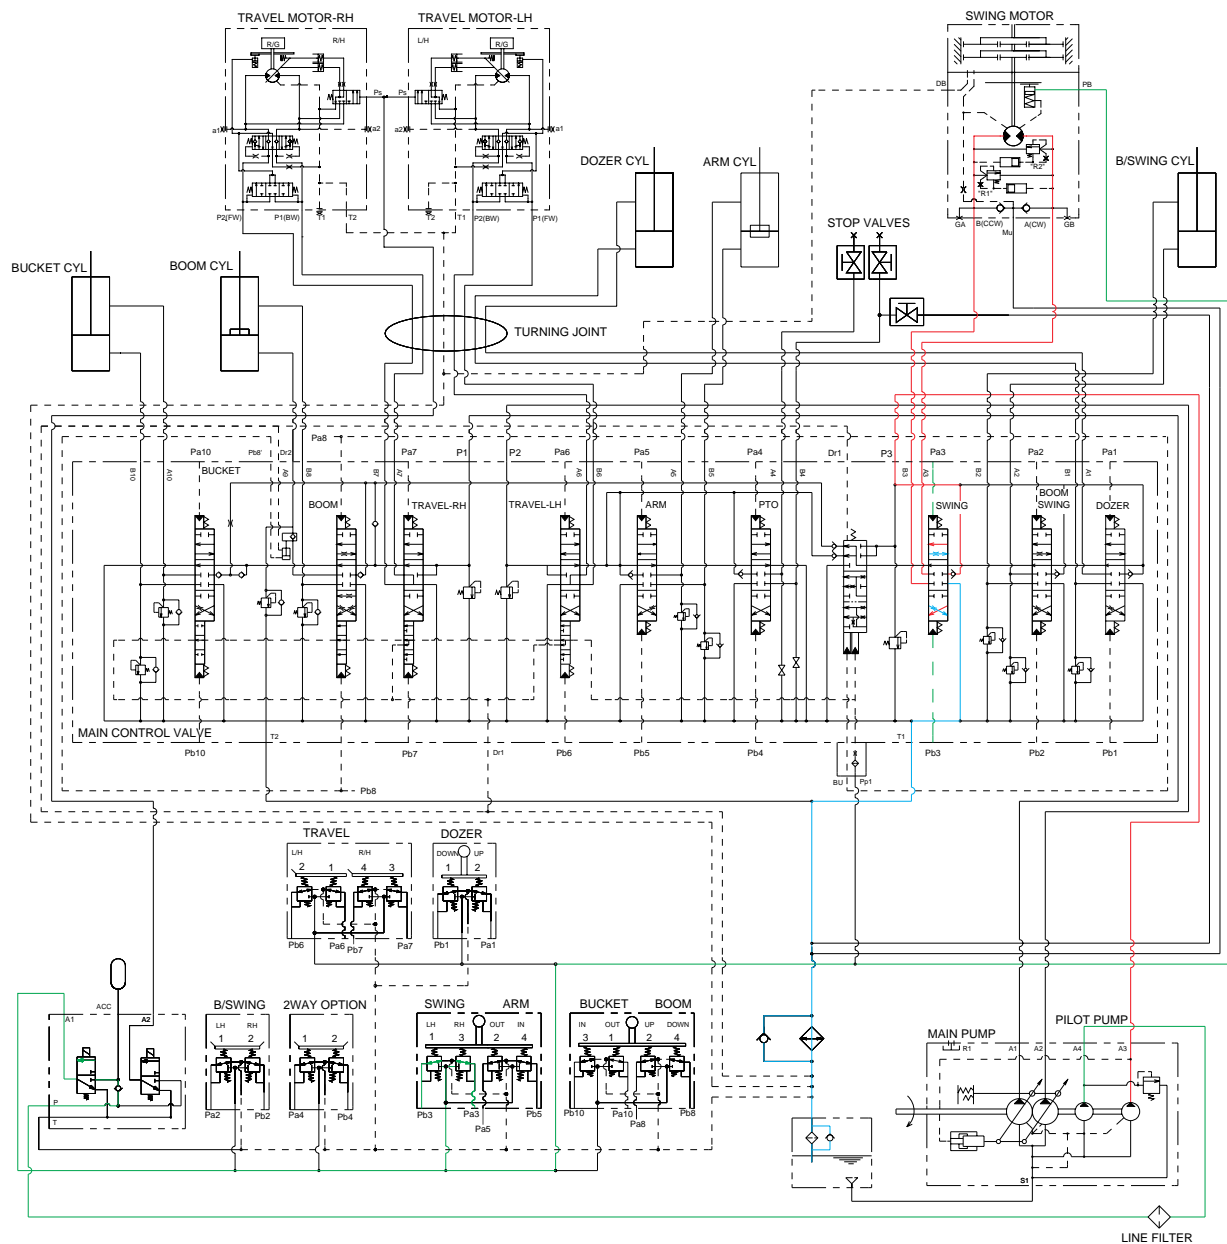 TRAVEL MOTOR-RH TRAVEL MOTOR-LH SWING MOTOR
R/G R/H L/H R/G
Ps Ps DB PB
a1 a2 a2 a1
"R2"
"R1"
P2(FW) P1(BW) T1 T2 T2 T1 P2(BW) P1(FW)
GA B(CCW) Mu A(CW) GB
DOZER CYL ARM CYL B/SWING CYL
STOP VALVES
BUCKET CYL BOOM CYL
TURNING JOINT
Pa8
Pa10 Pb8' Dr2 Pa7 P1 P2 Pa6 Pa5 Pa4 Dr1 P3 Pa3 Pa2 Pa1
B10 A10 A9 B8 B7 A7 A6 B6 A5 B5 A4 B4 B3 A3 B2 A2 B1 A1
BUCKET BOOM TRAVEL-RH TRAVEL-LH ARM PTO SWING BOOM SWING DOZER
MAIN CONTROL VALVE T2 T1
Pb10 Pb7 Dr1 Pb6 Pb5 Pb4 Pb3 Pb2 Pb1
BU Pp1
Pb8
TRAVEL DOZER
L/H R/H DOWN UP
2 1 4 3 1 2
Pb6 Pa6 Pb7 Pa7 Pb1 Pa1
ACC
A1 A2
P
T
B/SWING 2WAY OPTION SWING ARM BUCKET BOOM
LH RH LH RH OUT IN IN OUT UP DOWN
1 2 1 2 1 3 2 4 3 1 2 4
Pa2 Pb2 Pa4 Pb4 Pb3 Pa3 Pa5 Pb5 Pb10 Pa10 Pa8 Pb8
MAIN PUMP PILOT PUMP
R1 A1 A2 A4 A3
S1
LINE FILTER